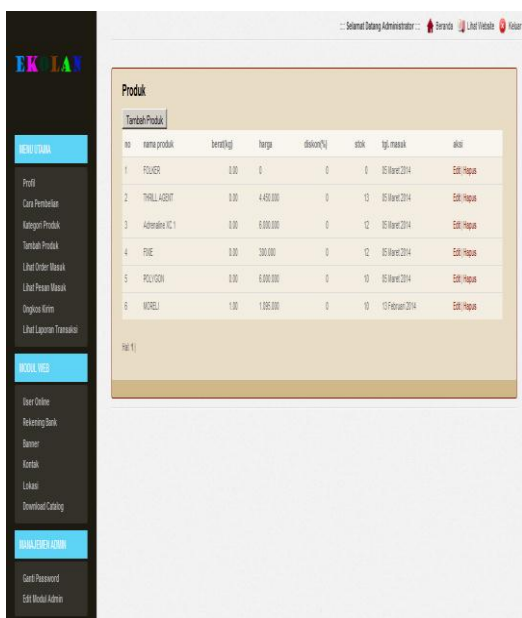 ::: Selamat Datang Administrator ::: Beranda Lihat Website Keluar
EKOLAN
MENU UTAMA
Profil
Cara Pembelian
Kategori Produk
Tambah Produk
Lihat Order Masuk
Lihat Pesan Masuk
Ongkos Kirim
Lihat Laporan Transaksi
MODUL WEB
User Online
Rekening Bank
Banner
Kontak
Lokasi
Download Catalog
MANAJEMEN ADMIN
Ganti Password
Edit Modul Admin
Produk
Tambah Produk
no nama produk berat(kg) harga diskon(%) stok tgl. masuk aksi
1 FOLKER 0.00 0 0 0 05 Maret 2014 Edit | Hapus
2 THRILL AGENT 0.00 4.450.000 0 13 05 Maret 2014 Edit | Hapus
3 Adrenaline XC 1 0.00 6.000.000 0 12 05 Maret 2014 Edit | Hapus
4 FIVE 0.00 300.000 0 12 05 Maret 2014 Edit | Hapus
5 POLYGON 0.00 6.000.000 0 10 05 Maret 2014 Edit | Hapus
6 MORELI 1.00 1.095.000 0 10 13 Februari 2014 Edit | Hapus
Hal: 1 |